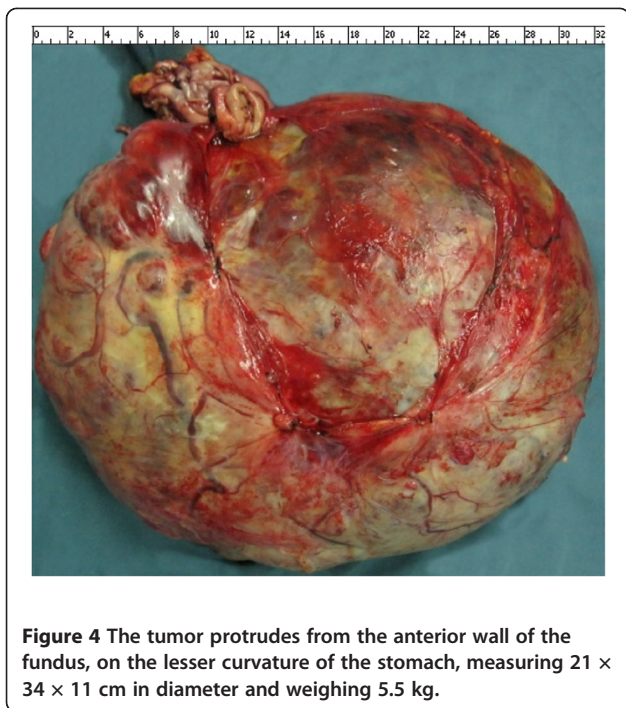 0 2 4 6 8 10 12 14 16 18 20 22 24 26 28 30 32
Figure 4 The tumor protrudes from the anterior wall of the
fundus, on the lesser curvature of the stomach, measuring 21 ×
34 × 11 cm in diameter and weighing 5.5 kg.